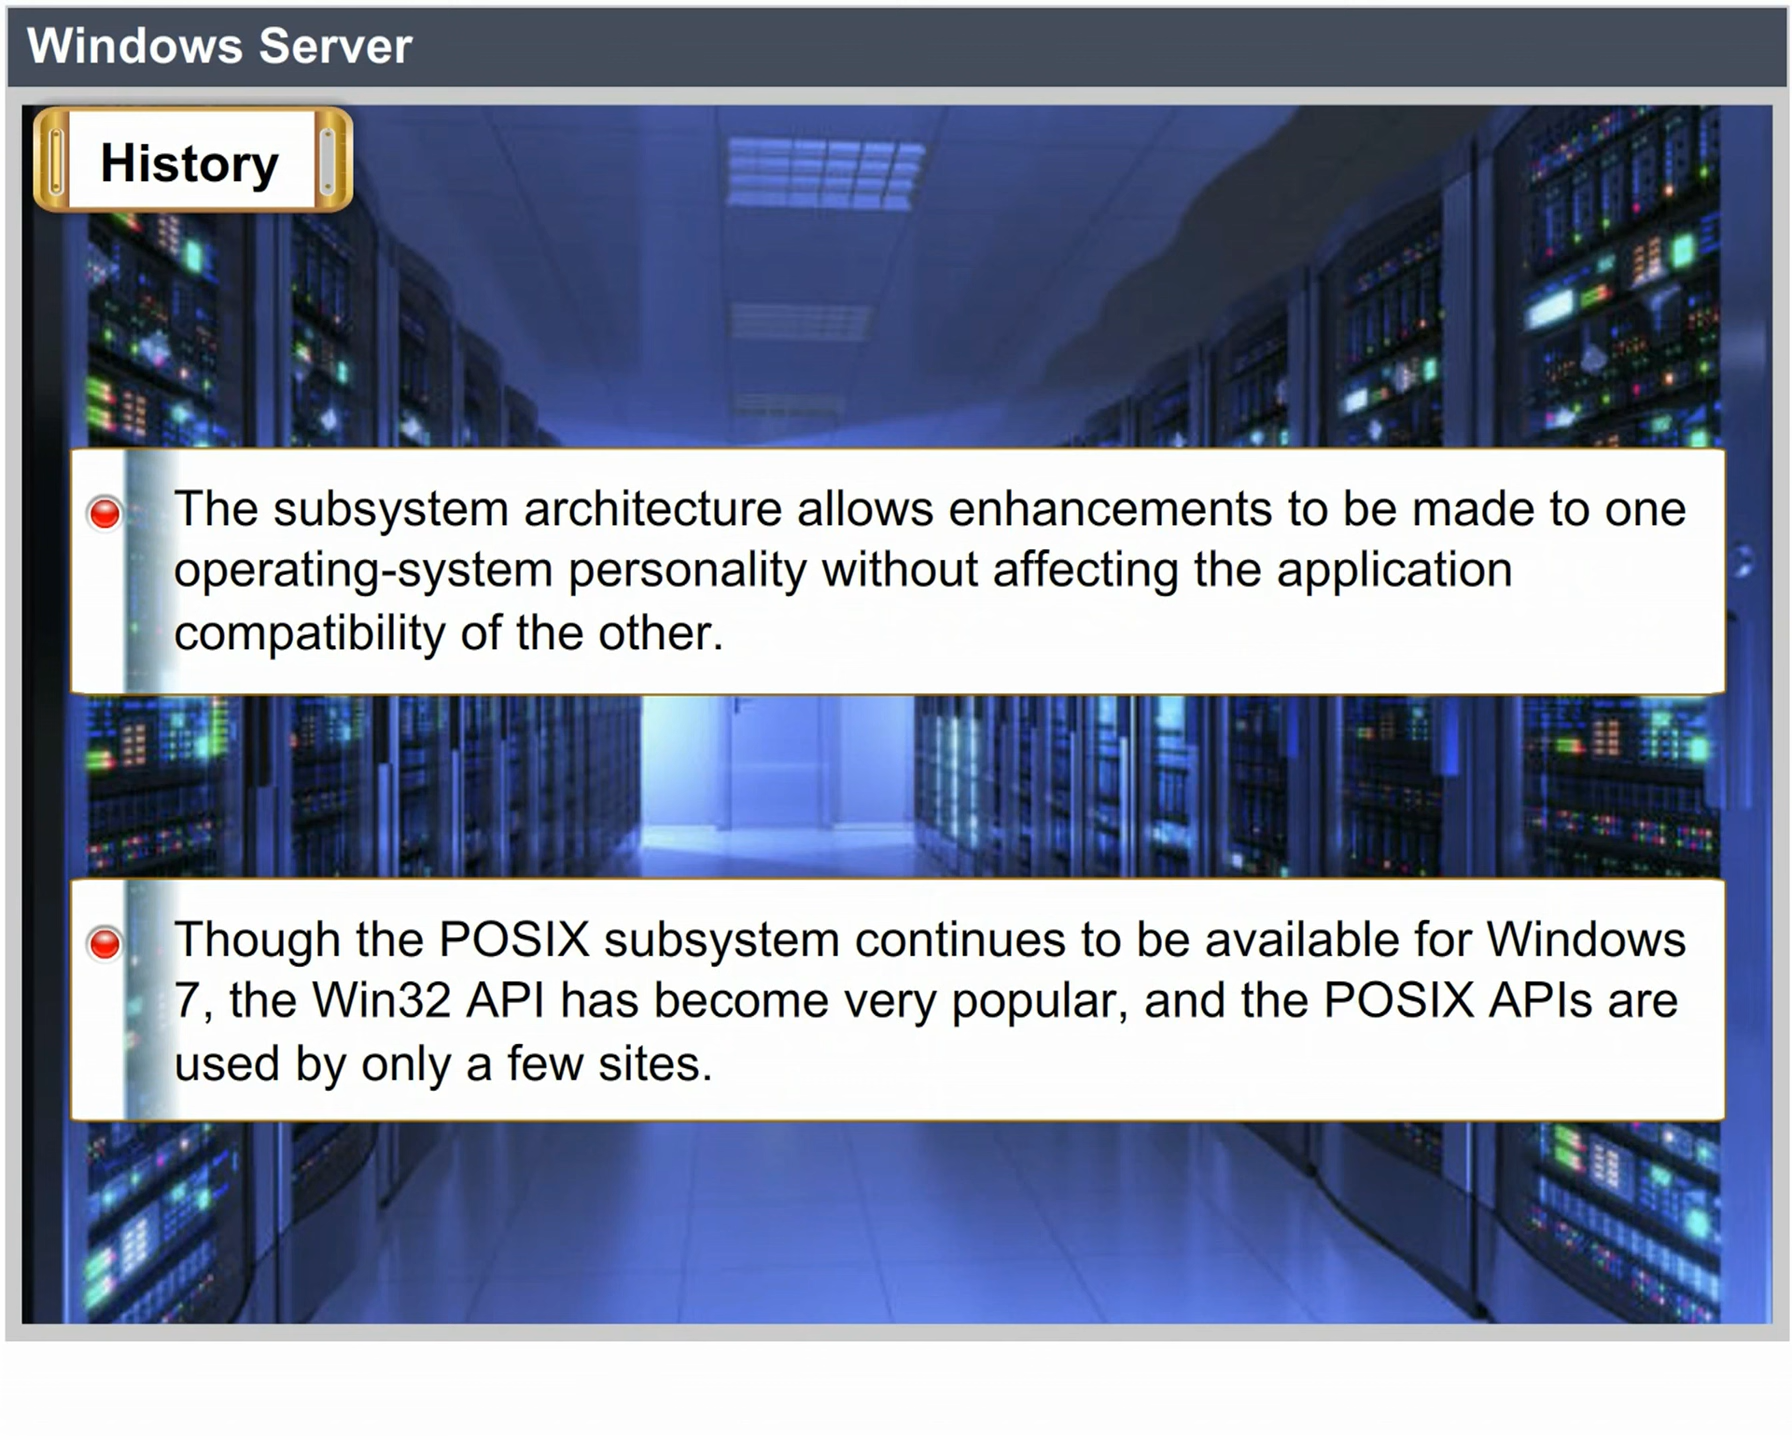 Windows Server
History
The subsystem architecture allows enhancements to be made to one
operating-system personality without affecting the application
compatibility of the other.
Though the POSIX subsystem continues to be available for Windows
7, the Win32 API has become very popular, and the POSIX APIs are
used by only a few sites.